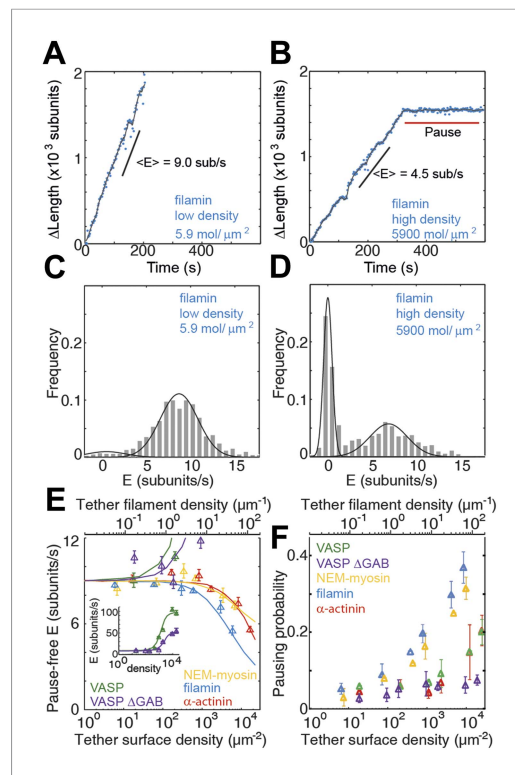 A
B
2
1
0
ΔLength (x10³ subunits)
<E> = 9.0 sub/s
filamin
low density
5.9 mol/μm²
0 200 400
Time (s)
2
1
0
ΔLength (x10³ subunits)
Pause
<E> = 4.5 sub/s
filamin
high density
5900 mol/μm²
0 200 400
Time (s)
C
D
0.2
0.1
0
Frequency
filamin
low density
5.9 mol/μm²
0 5 10 15
E (subunits/s)
0.2
0.1
0
Frequency
filamin
high density
5900 mol/μm²
0 5 10 15
E (subunits/s)
E
Tether filament density (μm⁻¹)
10⁻¹ 10⁰ 10¹ 10²
12
9
6
3
0
Pause-free E (subunits/s)
100
50
0
E (subunits/s)
10⁰ 10⁴
density
VASP
VASP ΔGAB
NEM-myosin
filamin
α-actinin
10⁰ 10¹ 10² 10³ 10⁴
Tether surface density (μm⁻²)
F
Tether filament density (μm⁻¹)
10⁻¹ 10⁰ 10¹ 10²
0.4
0.2
0
Pausing probability
VASP
VASP ΔGAB
NEM-myosin
filamin
α-actinin
10⁰ 10¹ 10² 10³ 10⁴
Tether surface density (μm⁻²)